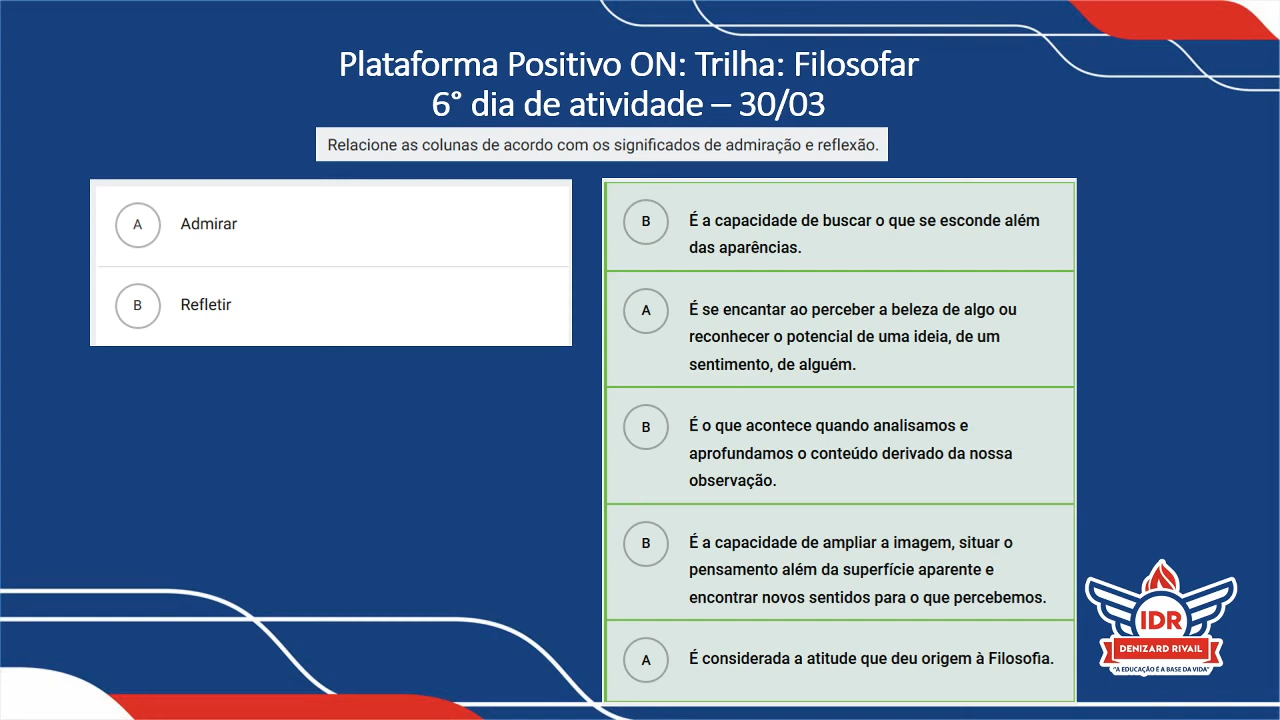 Plataforma Positivo ON: Trilha: Filosofar
6° dia de atividade – 30/03
Relacione as colunas de acordo com os significados de admiração e reflexão.
A Admirar
B Refletir
B É a capacidade de buscar o que se esconde além
das aparências.
A É se encantar ao perceber a beleza de algo ou
reconhecer o potencial de uma ideia, de um
sentimento, de alguém.
B É o que acontece quando analisamos e
aprofundamos o conteúdo derivado da nossa
observação.
B É a capacidade de ampliar a imagem, situar o
pensamento além da superfície aparente e
encontrar novos sentidos para o que percebemos.
A É considerada a atitude que deu origem à Filosofia.
IDR
DENIZARD RIVAIL
"A EDUCAÇÃO É A BASE DA VIDA"